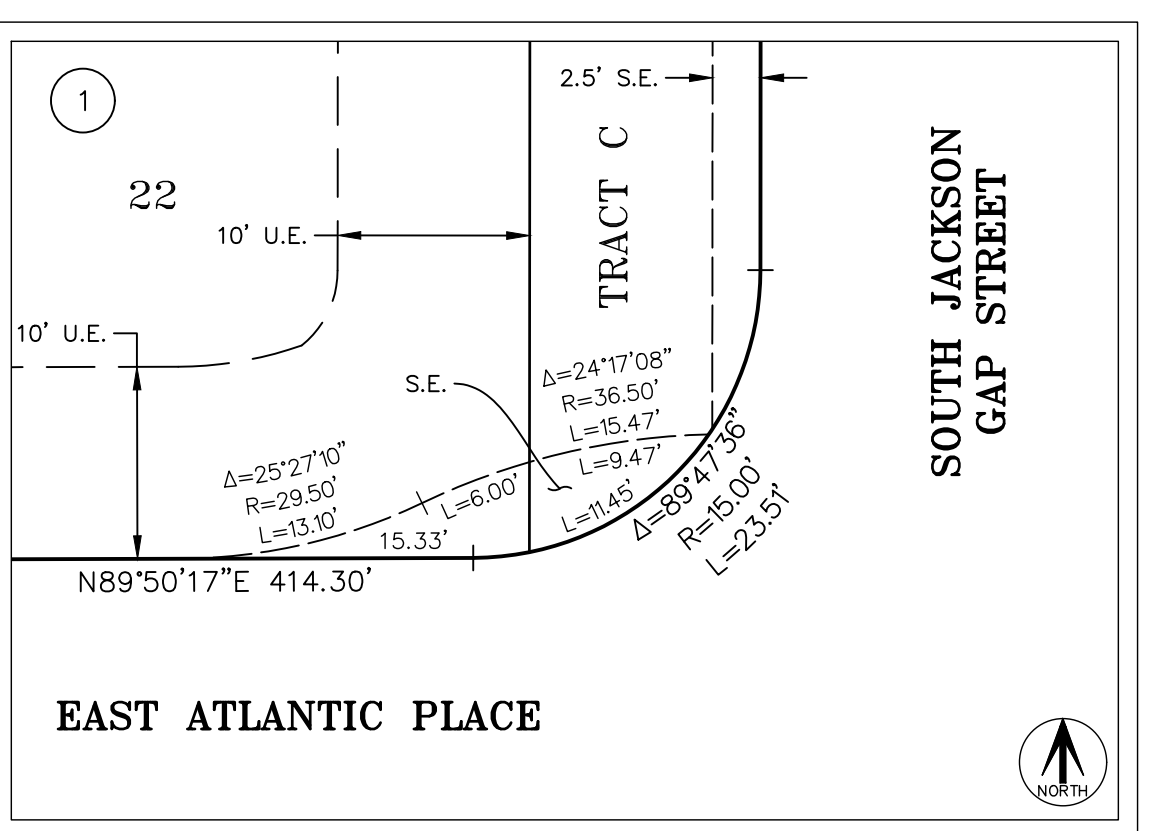 1
2.5' S.E.
TRACT C
22
10' U.E.
SOUTH JACKSON
GAP STREET
10' U.E.
S.E.
Δ=24°17'08"
R=36.50'
L=15.47'
L=9.47'
Δ=25°27'10"
R=29.50'
L=13.10'
L=6.00'
L=11.45'
15.33'
Δ=89°47'36"
R=15.00'
L=23.51'
N89°50'17"E 414.30'
EAST ATLANTIC PLACE
NORTH